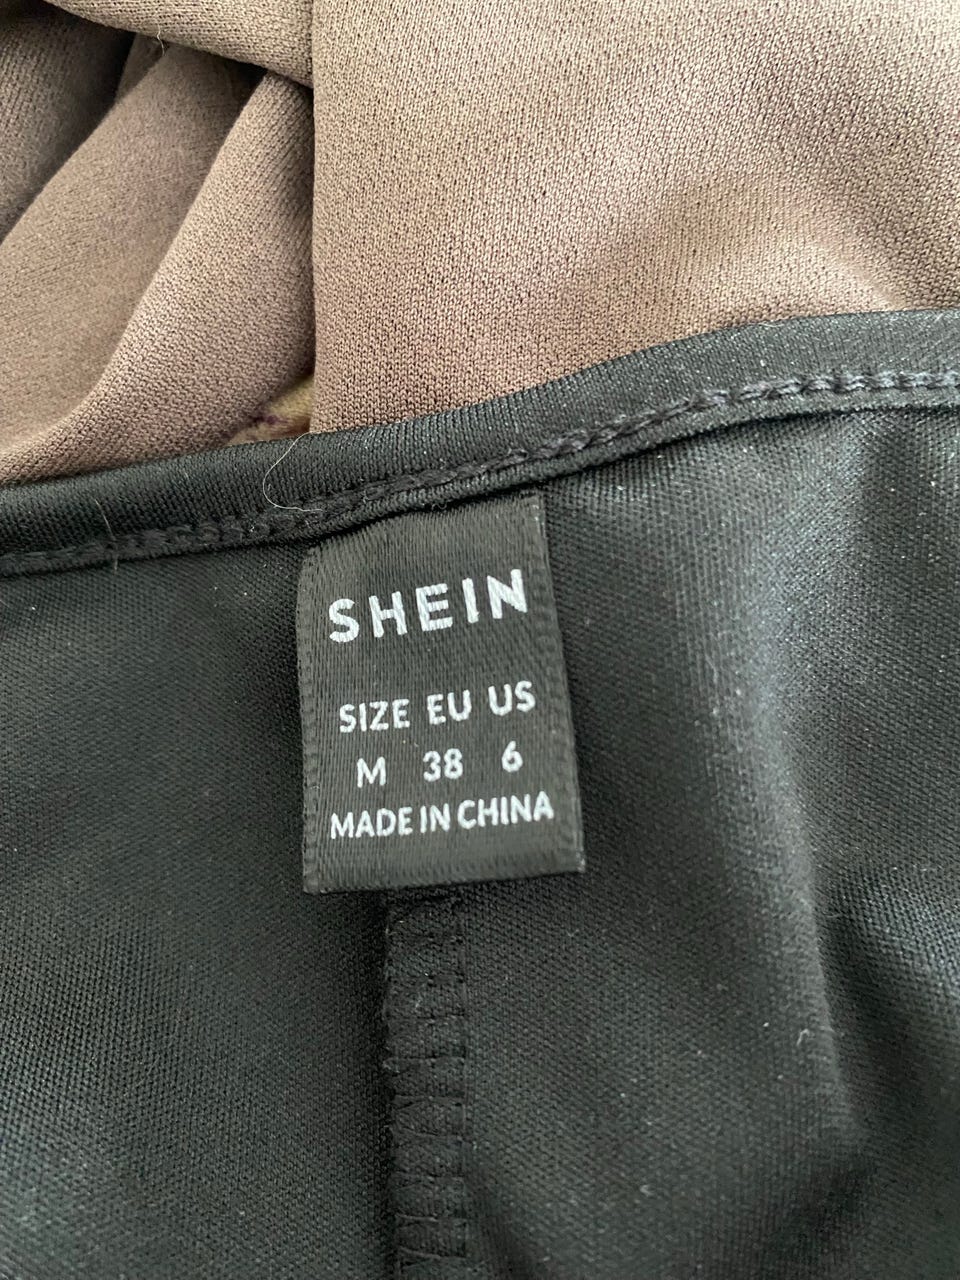 SHEIN
SIZE EU US
M 38 6
MADE IN CHINA